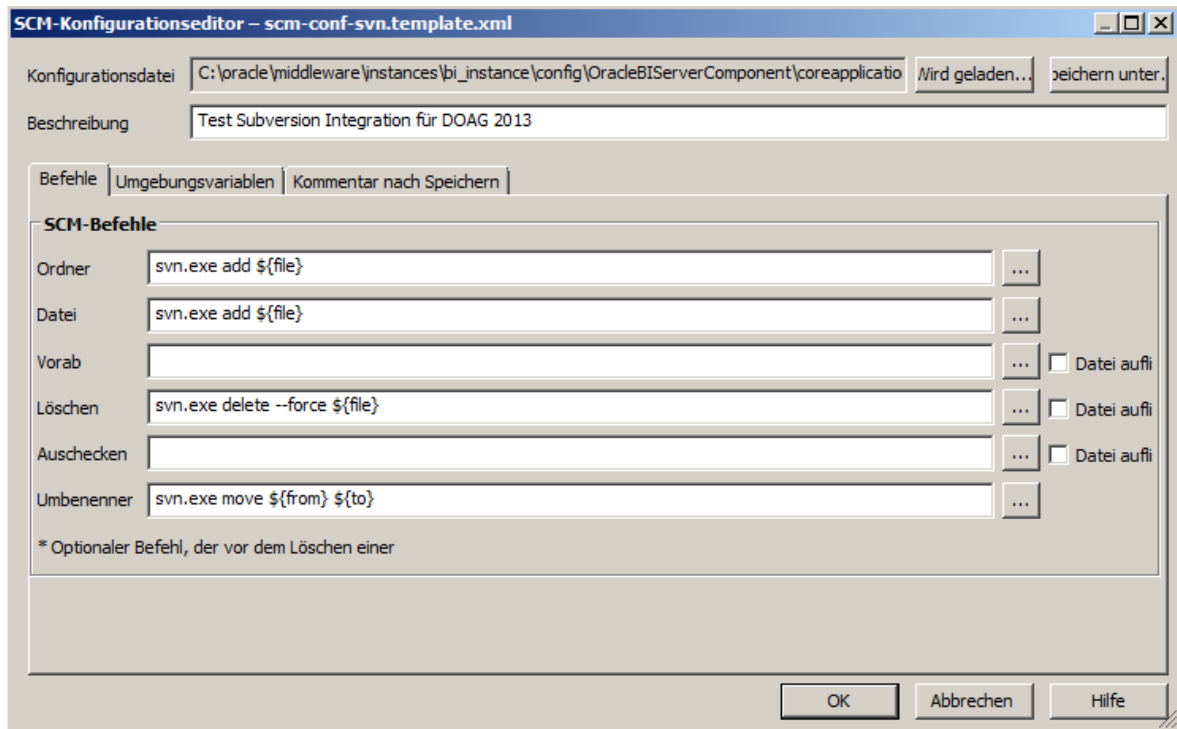 SCM-Konfigurationseditor – scm-conf-svn.template.xml
Konfigurationsdatei C:\oracle\middleware\instances\bi_instance\config\OracleBIServerComponent\coreapplicatio Wird geladen... peichern unter.
Beschreibung Test Subversion Integration für DOAG 2013
Befehle Umgebungsvariablen Kommentar nach Speichern
SCM-Befehle
Ordner svn.exe add ${file} ...
Datei svn.exe add ${file} ...
Vorab ... Datei aufli
Löschen svn.exe delete --force ${file} ... Datei aufli
Auschecken ... Datei aufli
Umbenenner svn.exe move ${from} ${to} ...
* Optionaler Befehl, der vor dem Löschen einer
OK Abbrechen Hilfe